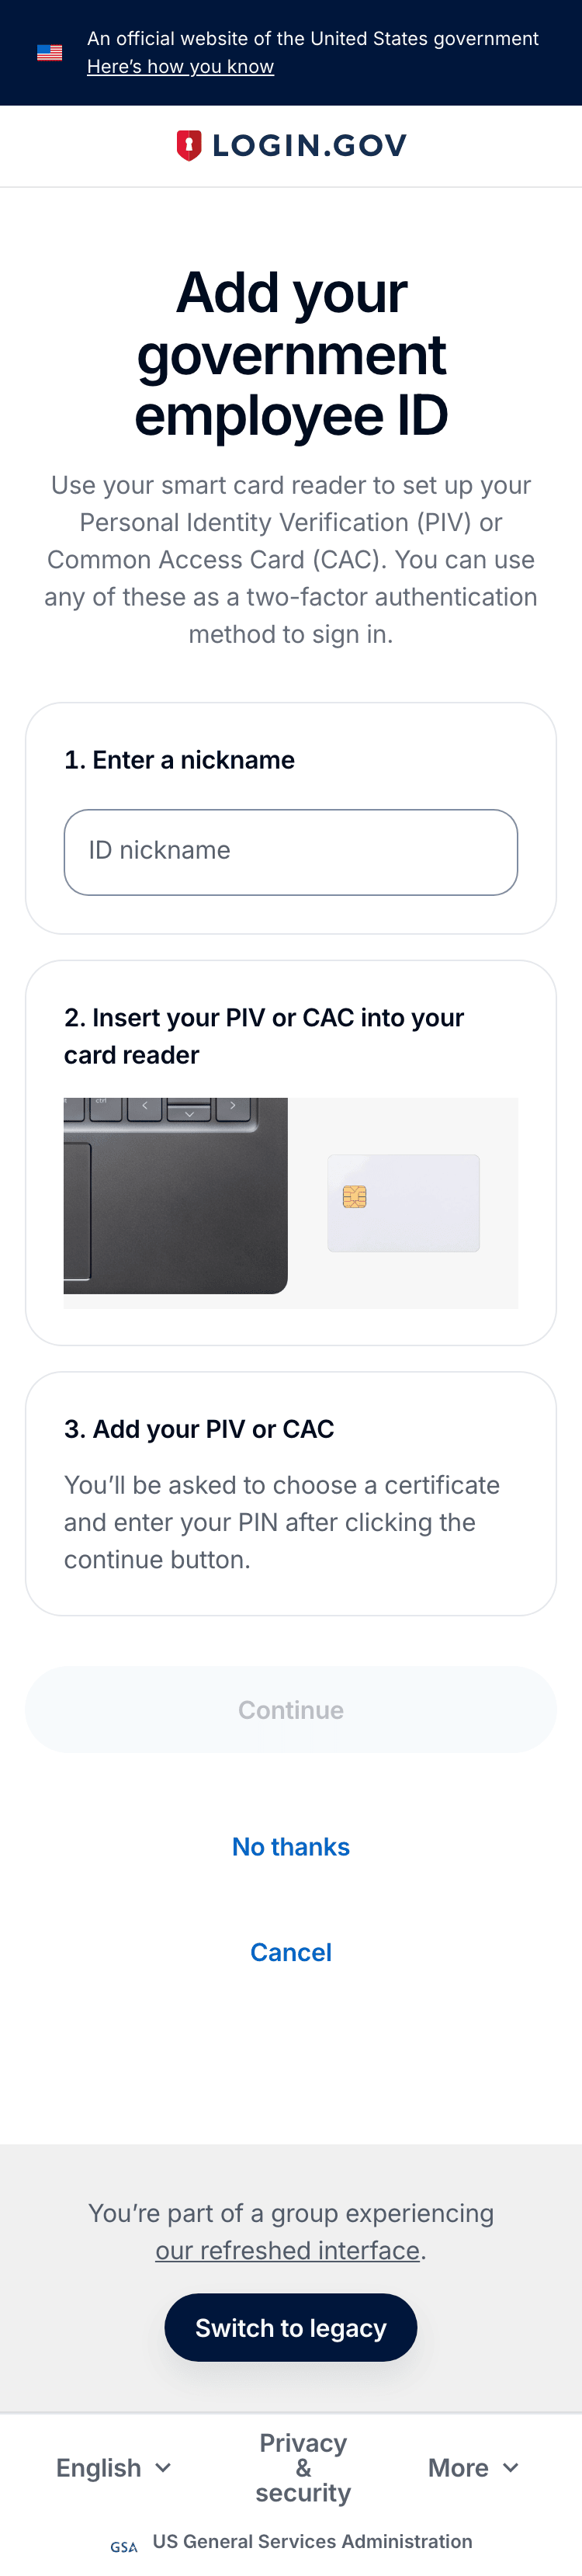 An official website of the United States government
Here’s how you know
LOGIN.GOV
Add your
government
employee ID
Use your smart card reader to set up your
Personal Identity Verification (PIV) or
Common Access Card (CAC). You can use
any of these as a two-factor authentication
method to sign in.
1. Enter a nickname
ID nickname
2. Insert your PIV or CAC into your
card reader
ctrl
3. Add your PIV or CAC
You’ll be asked to choose a certificate
and enter your PIN after clicking the
continue button.
Continue
No thanks
Cancel
You’re part of a group experiencing
our refreshed interface.
Switch to legacy
English
Privacy
&
security
More
GSA US General Services Administration